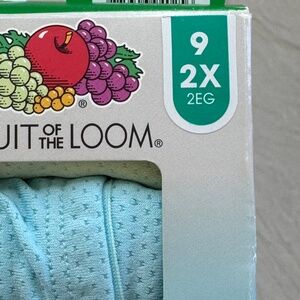 9
2X
2EG
®
UIT OF THE LOOM®